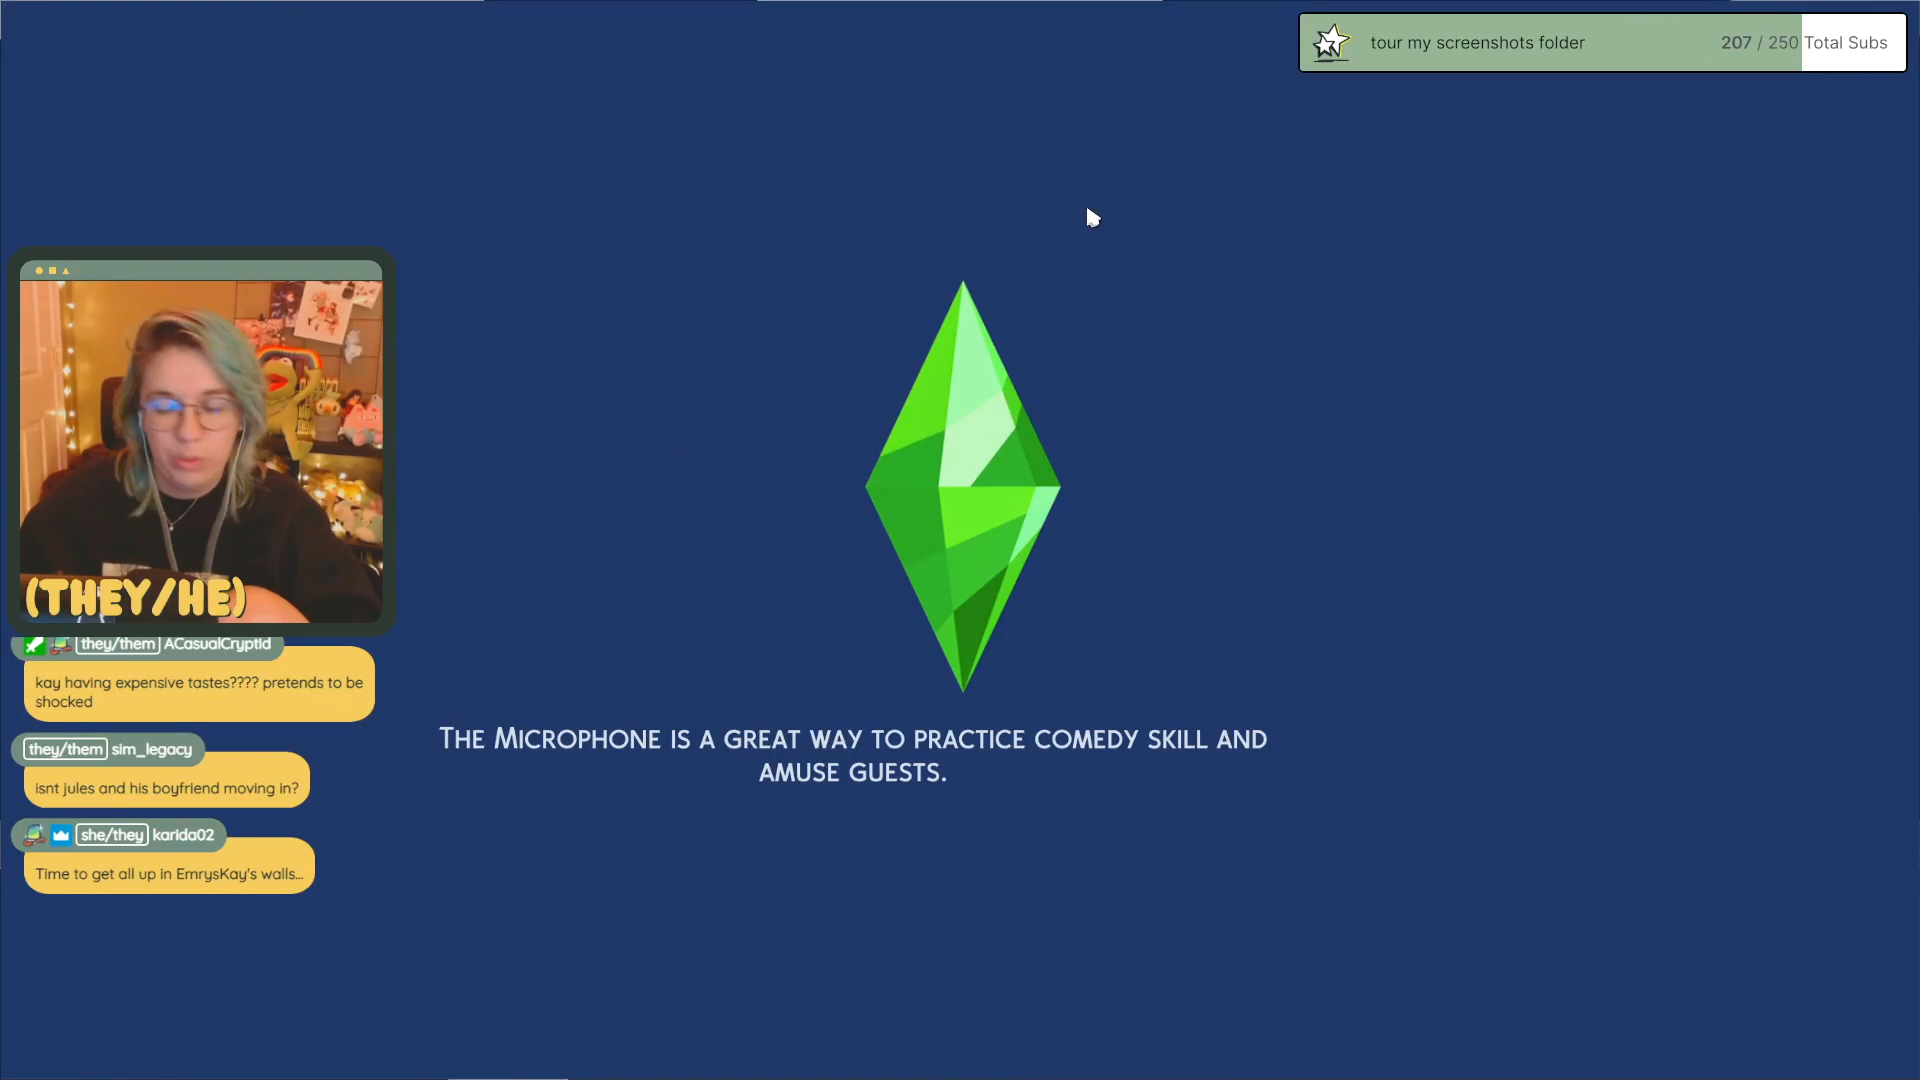 tour my screenshots folder 207 / 250 Total Subs
(THEY/HE)
they/them ACasualCryptid
kay having expensive tastes???? pretends to be
shocked
they/them sim_legacy
isnt jules and his boyfriend moving in?
she/they karida02
Time to get all up in EmrysKay's walls...
THE MICROPHONE IS A GREAT WAY TO PRACTICE COMEDY SKILL AND
AMUSE GUESTS.